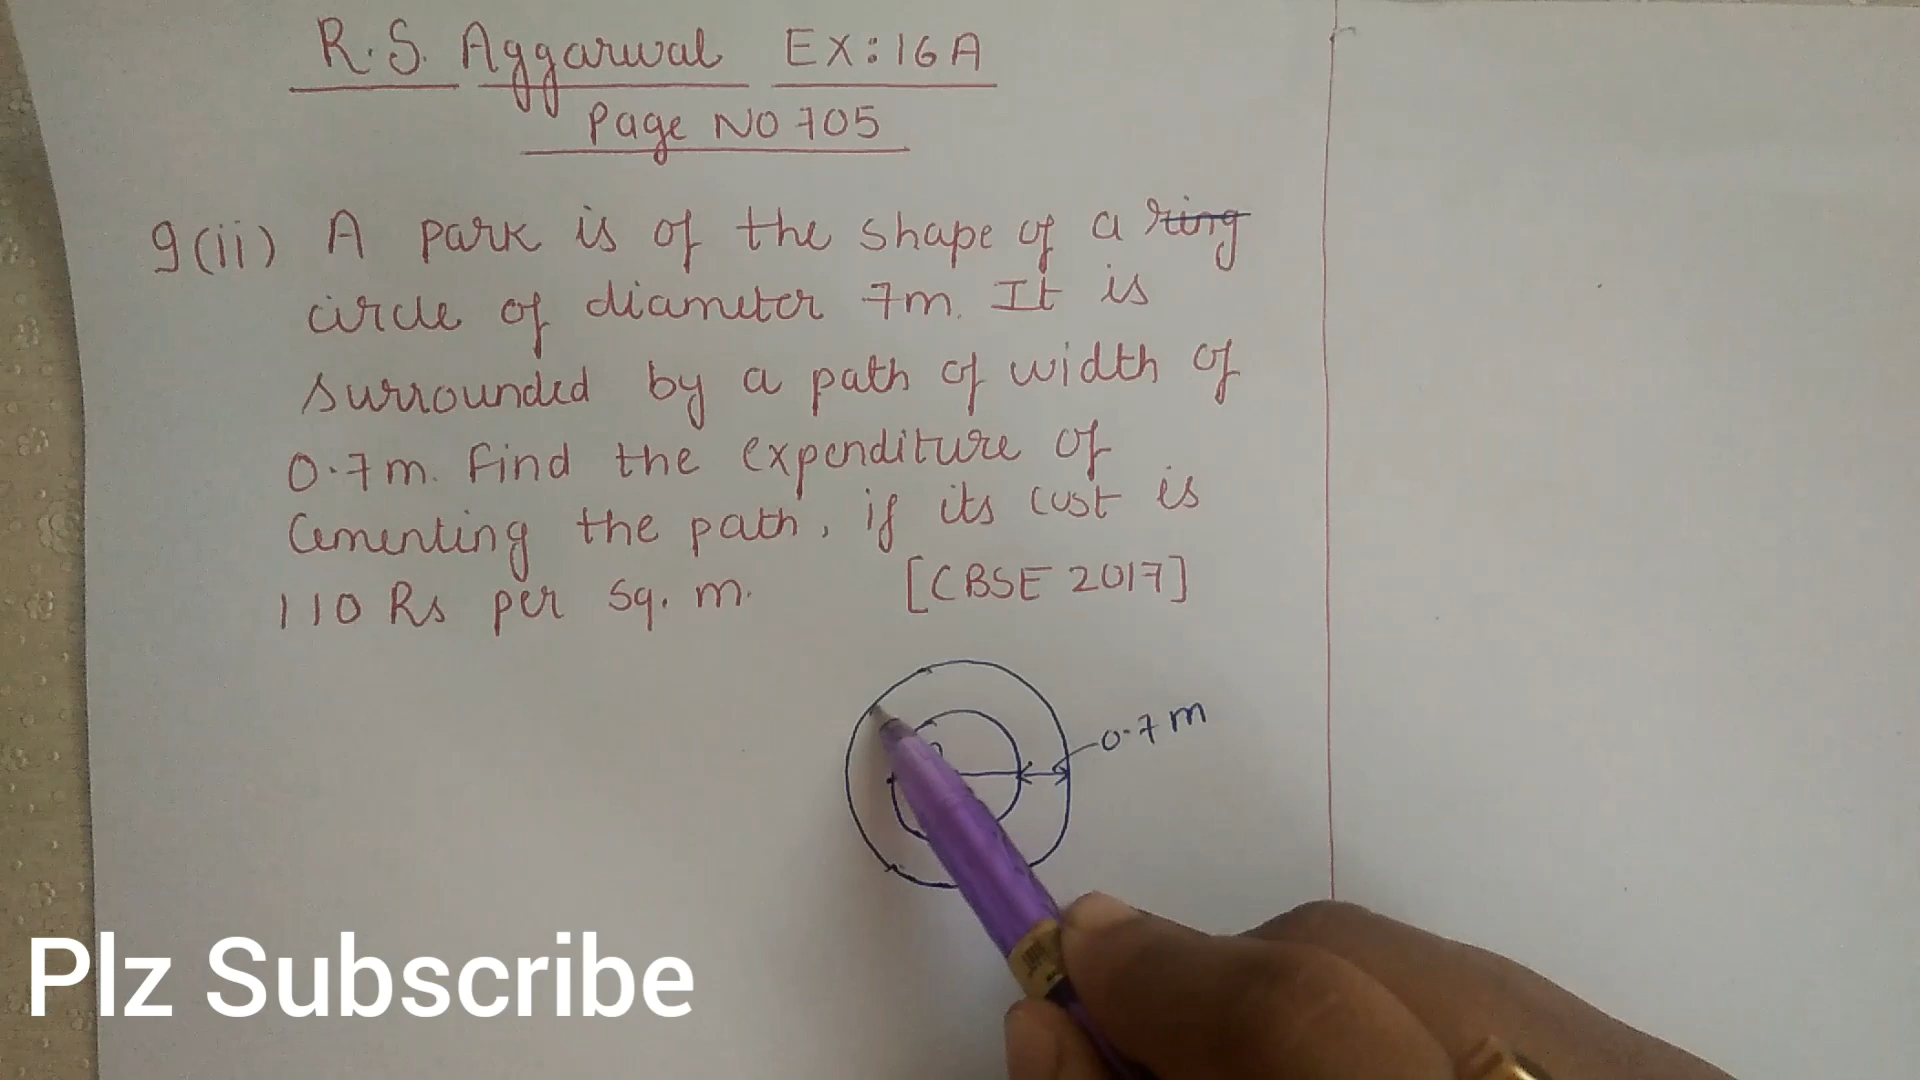 R.S. Aggarwal EX:16A
Page No 705
9(ii) A park is of the shape of a ring
circle of diameter 7m. It is
surrounded by a path of width of
0.7m. Find the expenditure of
Cementing the path, if its cost is
110 Rs per sq. m. [CBSE 2017]
0.7 m
Plz Subscribe